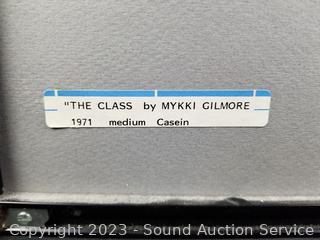 "THE CLASS by MYKKI GILMORE
1971 medium Casein
Copyright 2023 - Sound Auction Service